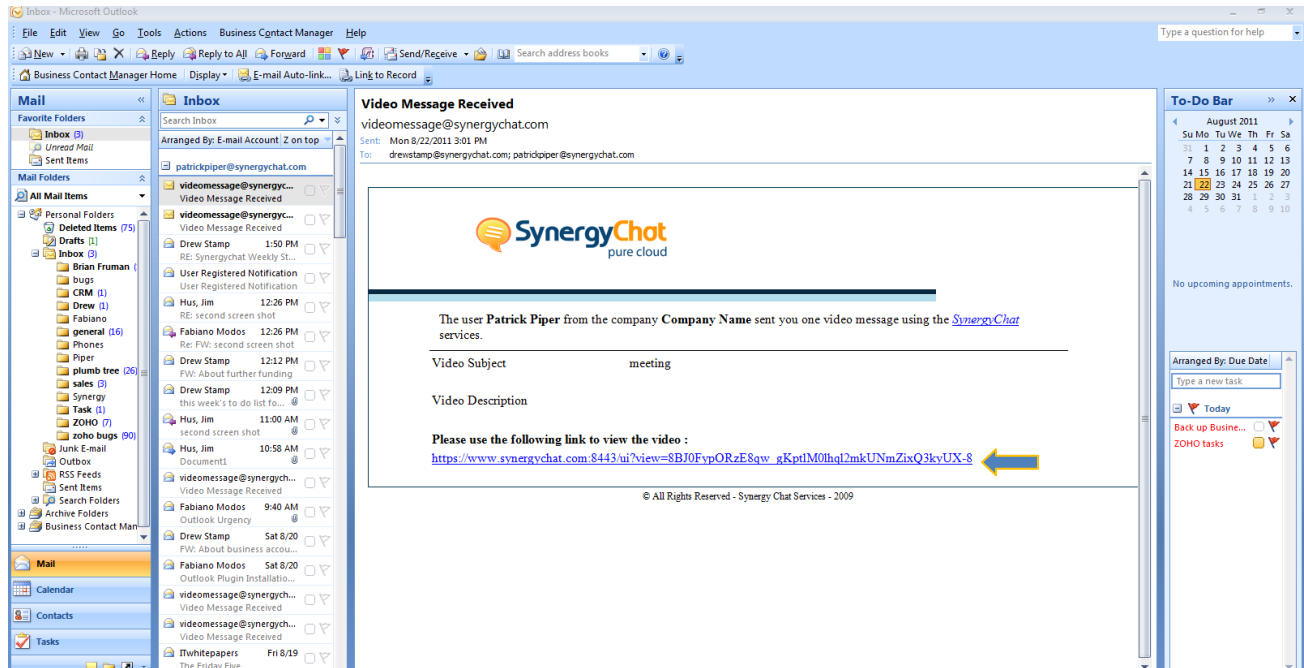 Inbox - Microsoft Outlook
File Edit View Go Tools Actions Business Contact Manager Help
Type a question for help
New Reply Reply to All Forward Send/Receive Search address books
Business Contact Manager Home Display E-mail Auto-link... Link to Record
Mail
Favorite Folders
Inbox (3)
Unread Mail
Sent Items
Mail Folders
All Mail Items
Personal Folders
Deleted Items (75)
Drafts [1]
Inbox (3)
Brian Fruman (
bugs
CRM (1)
Drew (1)
Fabiano
general (16)
Phones
Piper
plumb tree (26)
sales (3)
Synergy
Task (1)
ZOHO (7)
zoho bugs (90)
Junk E-mail
Outbox
RSS Feeds
Sent Items
Search Folders
Archive Folders
Business Contact Man
Mail
Calendar
Contacts
Tasks
Inbox
Search Inbox
Arranged By: E-mail Account Z on top
patrickpiper@synergychat.com
videomessage@synergyc...
Video Message Received
videomessage@synergyc...
Video Message Received
Drew Stamp 1:50 PM
RE: Synergychat Weekly St...
User Registered Notification
User Registered Notification
Hus, Jim 12:26 PM
RE: second screen shot
Fabiano Modos 12:26 PM
Re: FW: second screen shot
Drew Stamp 12:12 PM
FW: About further funding
Drew Stamp 12:09 PM
this week's to do list fo...
Hus, Jim 11:00 AM
second screen shot
Hus, Jim 10:58 AM
Document1
videomessage@synergych...
Video Message Received
Fabiano Modos 9:40 AM
Outlook Urgency
Drew Stamp Sat 8/20
FW: About business accou...
Fabiano Modos Sat 8/20
Outlook Plugin Installatio...
videomessage@synergych...
Video Message Received
videomessage@synergych...
Video Message Received
ITwhitepapers Fri 8/19
The Friday Five
Video Message Received
videomessage@synergychat.com
Sent: Mon 8/22/2011 3:01 PM
To: drewstamp@synergychat.com; patrickpiper@synergychat.com
SynergyChot
pure cloud
The user Patrick Piper from the company Company Name sent you one video message using the SynergyChat
services.
Video Subject meeting
Video Description
Please use the following link to view the video :
https://www.synergychat.com:8443/ui?view=8BJ0FypORzE8qw_gKptlM0lhql2mkUNmZixQ3kyUX-8
© All Rights Reserved - Synergy Chat Services - 2009
To-Do Bar
August 2011
Su Mo Tu We Th Fr Sa
31 1 2 3 4 5 6
7 8 9 10 11 12 13
14 15 16 17 18 19 20
21 22 23 24 25 26 27
28 29 30 31 1 2 3
4 5 6 7 8 9 10
No upcoming appointments.
Arranged By: Due Date
Type a new task
Today
Back up Busine...
ZOHO tasks